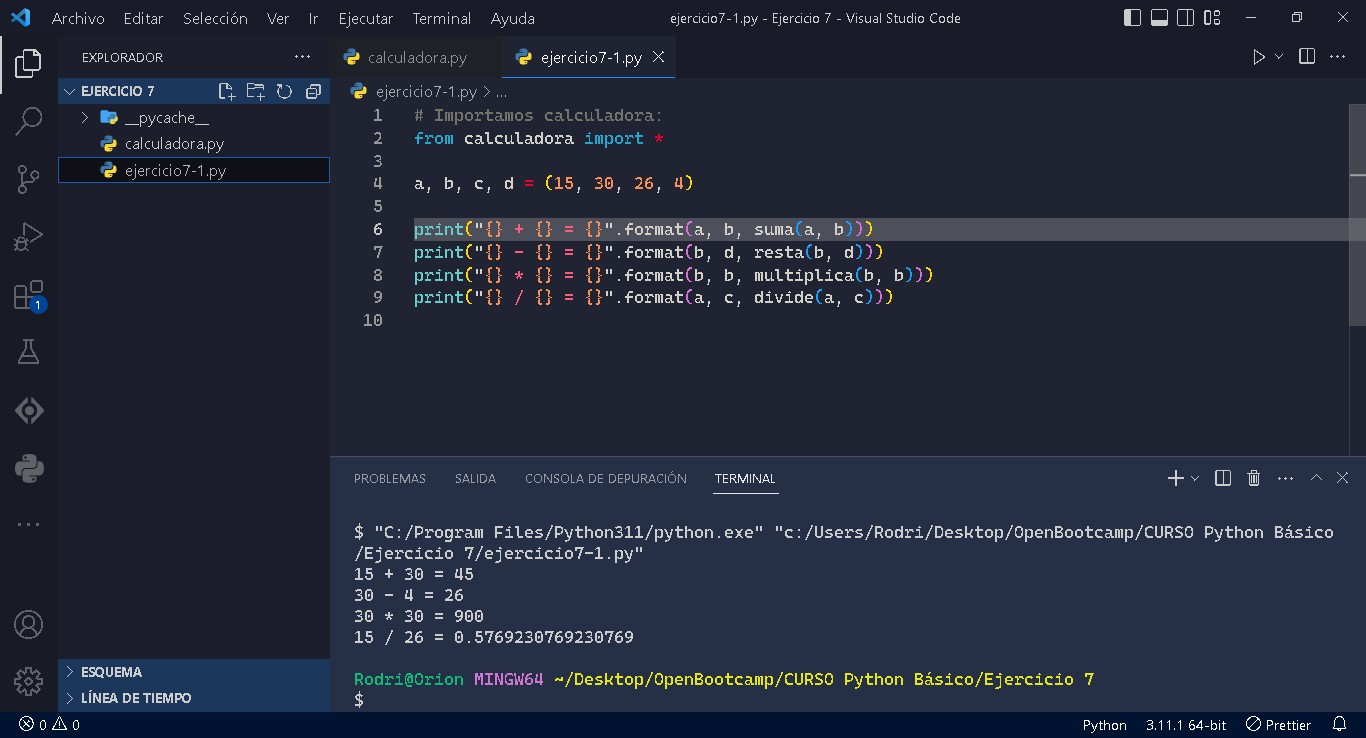 Archivo Editar Selección Ver Ir Ejecutar Terminal Ayuda ejercicio7-1.py - Ejercicio 7 - Visual Studio Code
EXPLORADOR
EJERCICIO 7
__pycache__
calculadora.py
ejercicio7-1.py
ESQUEMA
LÍNEA DE TIEMPO
1
calculadora.py ejercicio7-1.py
ejercicio7-1.py > ...
1 # Importamos calculadora:
2 from calculadora import *
3
4 a, b, c, d = (15, 30, 26, 4)
5
6 print("{} + {} = {}".format(a, b, suma(a, b)))
7 print("{} - {} = {}".format(b, d, resta(b, d)))
8 print("{} * {} = {}".format(b, b, multiplica(b, b)))
9 print("{} / {} = {}".format(a, c, divide(a, c)))
10
PROBLEMAS SALIDA CONSOLA DE DEPURACIÓN TERMINAL
$ "C:/Program Files/Python311/python.exe" "c:/Users/Rodri/Desktop/OpenBootcamp/CURSO Python Básico
/Ejercicio 7/ejercicio7-1.py"
15 + 30 = 45
30 - 4 = 26
30 * 30 = 900
15 / 26 = 0.5769230769230769
Rodri@Orion MINGW64 ~/Desktop/OpenBootcamp/CURSO Python Básico/Ejercicio 7
$
0 0 Python 3.11.1 64-bit Prettier